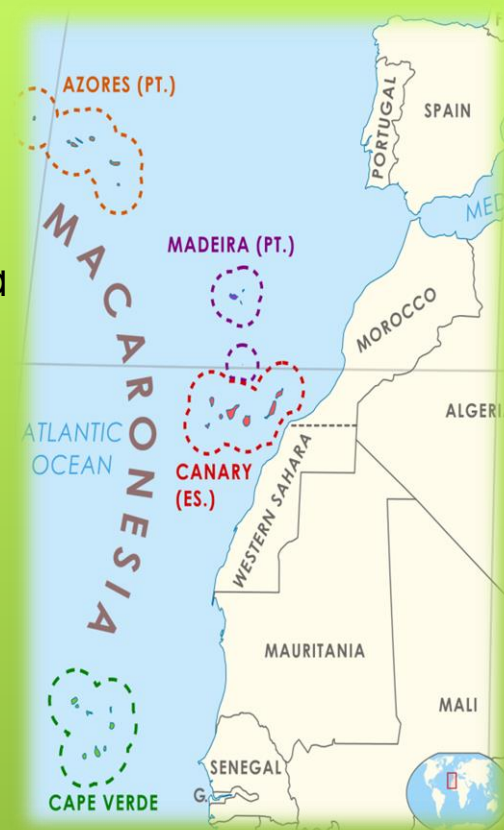 AZORES (PT.)
PORTUGAL
SPAIN
MED
MACARONESIA
MADEIRA (PT.)
a
MOROCCO
ATLANTIC
OCEAN
ALGERI
CANARY
(ES.)
WESTERN SAHARA
MAURITANIA
MALI
SENEGAL
G.
CAPE VERDE